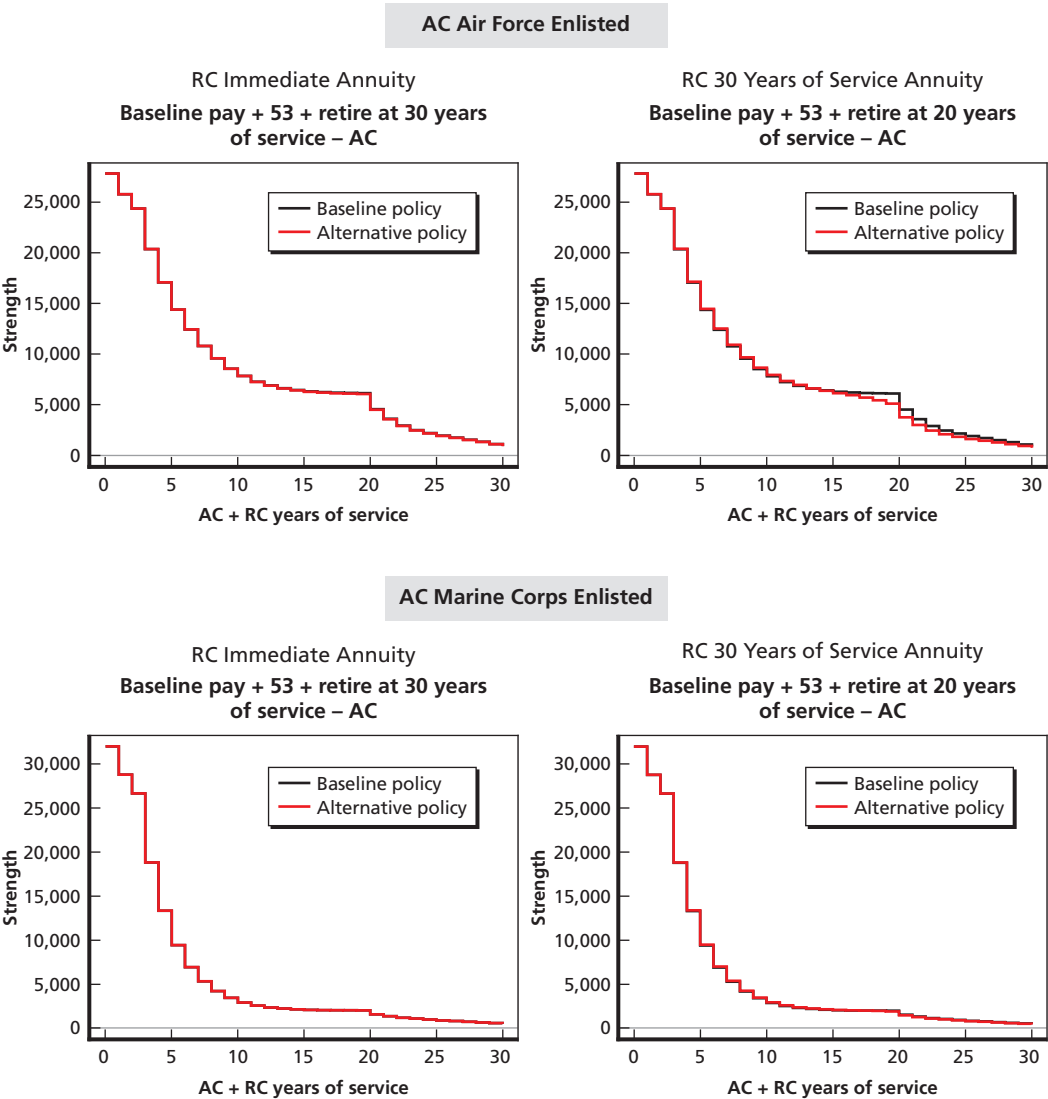 AC Air Force Enlisted
RC Immediate Annuity
Baseline pay + 53 + retire at 30 years
of service – AC
25,000
20,000
15,000
10,000
5,000
0
Strength
Baseline policy
Alternative policy
0 5 10 15 20 25 30
AC + RC years of service
RC 30 Years of Service Annuity
Baseline pay + 53 + retire at 20 years
of service – AC
25,000
20,000
15,000
10,000
5,000
0
Strength
Baseline policy
Alternative policy
0 5 10 15 20 25 30
AC + RC years of service
AC Marine Corps Enlisted
RC Immediate Annuity
Baseline pay + 53 + retire at 30 years
of service – AC
30,000
25,000
20,000
15,000
10,000
5,000
0
Strength
Baseline policy
Alternative policy
0 5 10 15 20 25 30
AC + RC years of service
RC 30 Years of Service Annuity
Baseline pay + 53 + retire at 20 years
of service – AC
30,000
25,000
20,000
15,000
10,000
5,000
0
Strength
Baseline policy
Alternative policy
0 5 10 15 20 25 30
AC + RC years of service